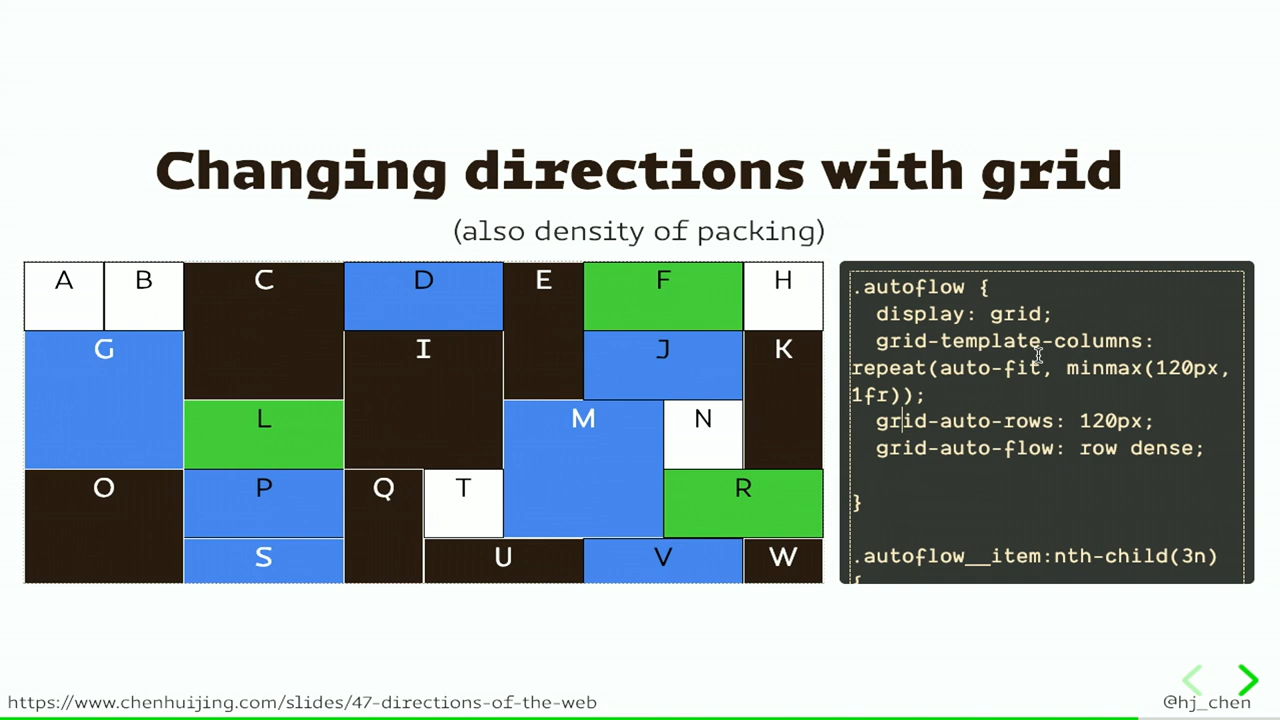 Changing directions with grid
(also density of packing)
A B C D E F H
G I J K
L M N
O P Q T R
S U V W
.autoflow {
display: grid;
grid-template-columns:
repeat(auto-fit, minmax(120px,
1fr));
grid-auto-rows: 120px;
grid-auto-flow: row dense;
}
.autoflow__item:nth-child(3n)
{
https://www.chenhuijing.com/slides/47-directions-of-the-web
@hj_chen